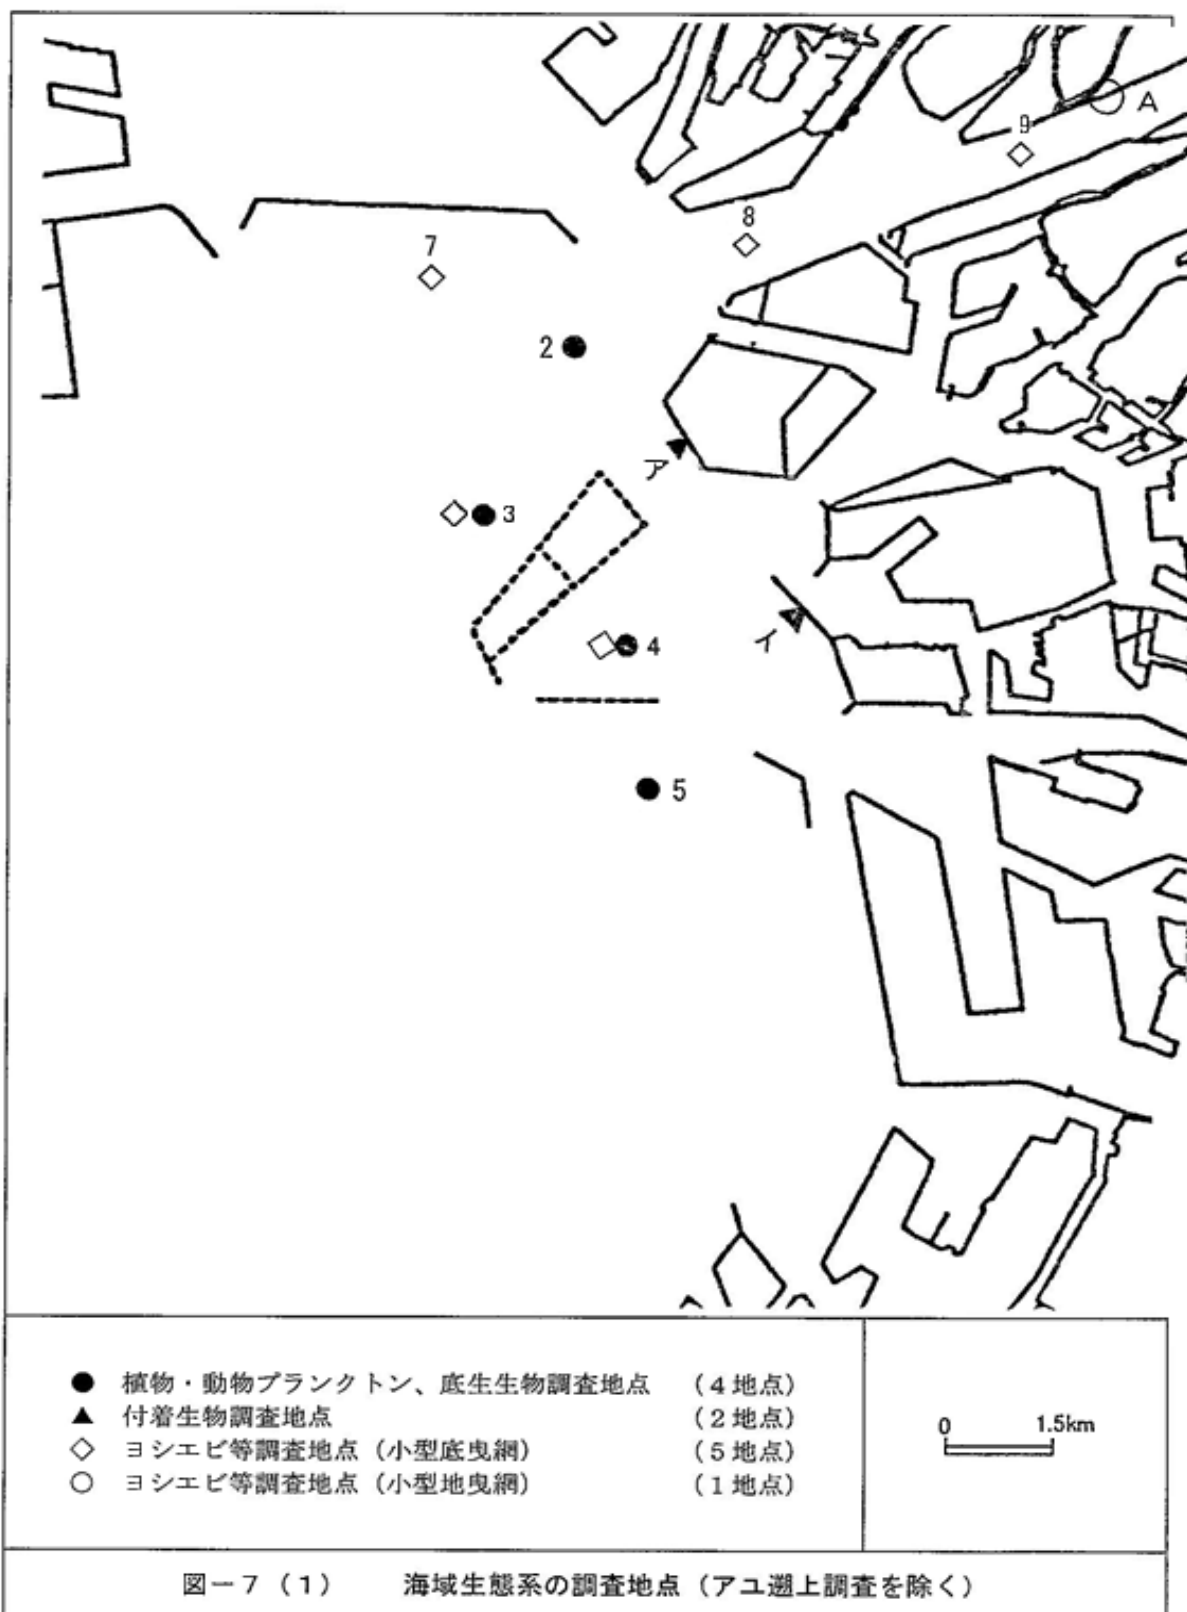 A
9
8
7
2
ア
3
イ
4
5
● 植物・動物プランクトン、底生生物調査地点 (4地点)
▲ 付着生物調査地点 (2地点)
◇ ヨシエビ等調査地点 (小型底曳網) (5地点)
○ ヨシエビ等調査地点 (小型地曳網) (1地点)
0 1.5km
図-7 (1) 海域生態系の調査地点 (アユ遡上調査を除く)